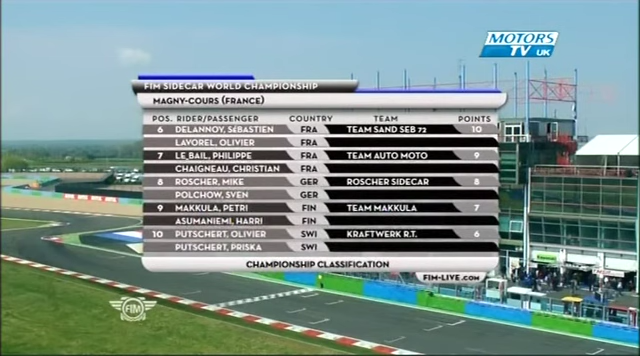 MOTORS
TV UK
FIM SIDECAR WORLD CHAMPIONSHIP
MAGNY-COURS (FRANCE)
POS. RIDER/PASSENGER COUNTRY TEAM POINTS
6 DELANNOY, SéBASTIEN FRA TEAM SAND SEB 72 10
LAVOREL, OLIVIER FRA
7 LE BAIL, PHILIPPE FRA TEAM AUTO MOTO 9
CHAIGNEAU, CHRISTIAN FRA
8 ROSCHER, MIKE GER ROSCHER SIDECAR 8
POLCHOW, SVEN GER
9 MAKKULA, PETRI FIN TEAM MAKKULA 7
ASUMANIEMI, HARRI FIN
10 PUTSCHERT, OLIVIER SWI KRAFTWERK R.T. 6
PUTSCHERT, PRISKA SWI
CHAMPIONSHIP CLASSIFICATION
FIM-LIVE.COM
FIM